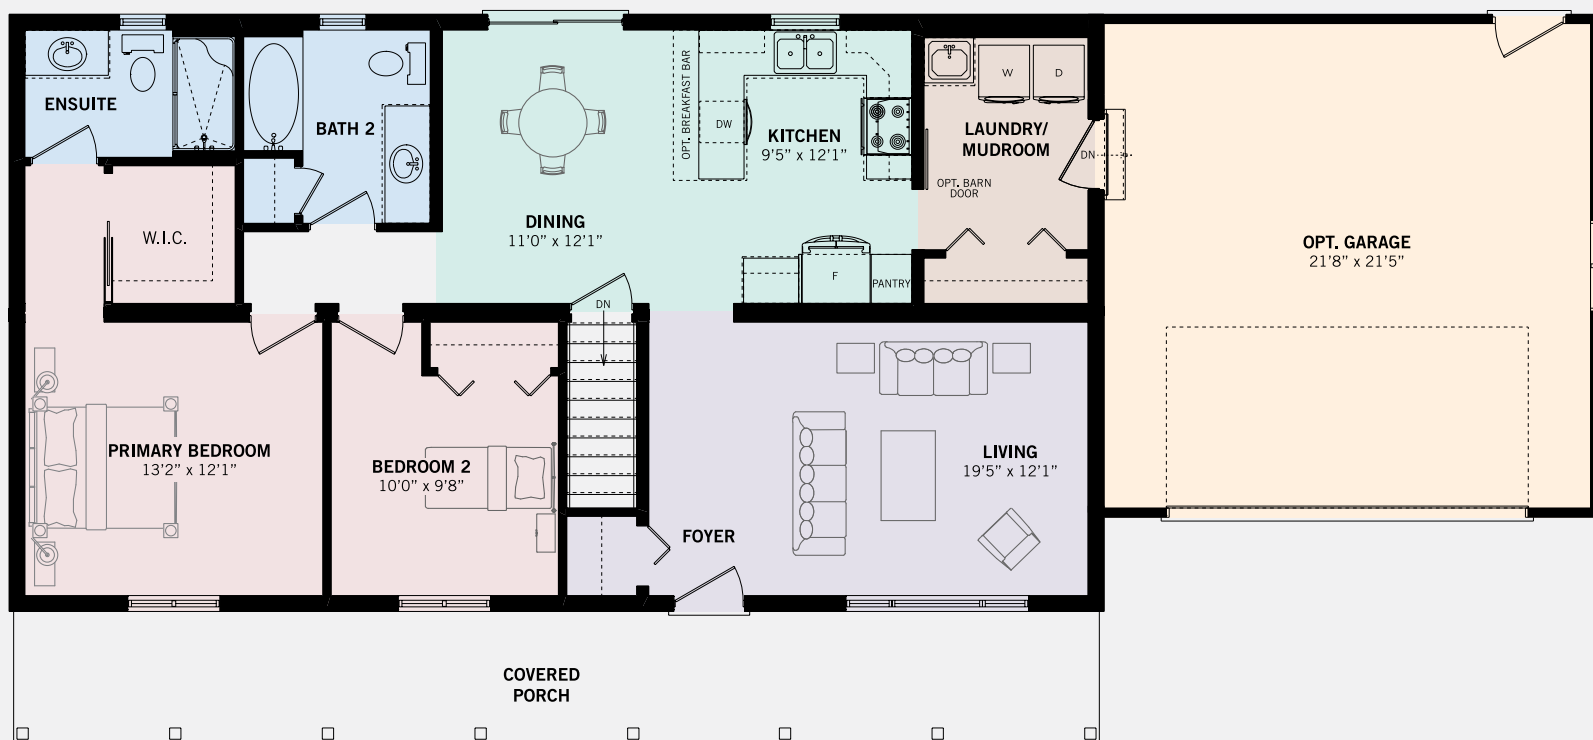 ENSUITE
BATH 2
W.I.C.
DINING
11'0" x 12'1"
OPT. BREAKFAST BAR
DW
KITCHEN
9'5" x 12'1"
F
PANTRY
W
D
LAUNDRY/
MUDROOM
OPT. BARN
DOOR
DN
OPT. GARAGE
21'8" x 21'5"
PRIMARY BEDROOM
13'2" x 12'1"
BEDROOM 2
10'0" x 9'8"
DN
FOYER
LIVING
19'5" x 12'1"
COVERED
PORCH